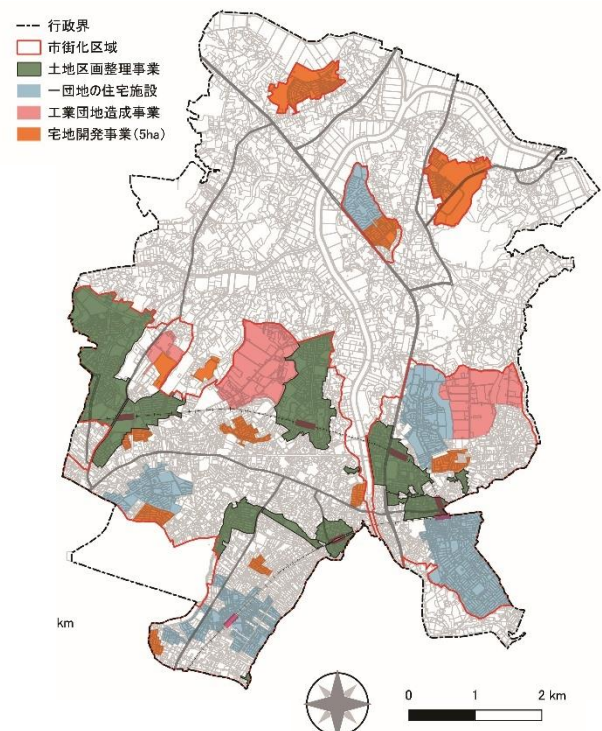 行政界
市街化区域
土地区画整理事業
一団地の住宅施設
工業団地造成事業
宅地開発事業(5ha)
km
0 1 2 km